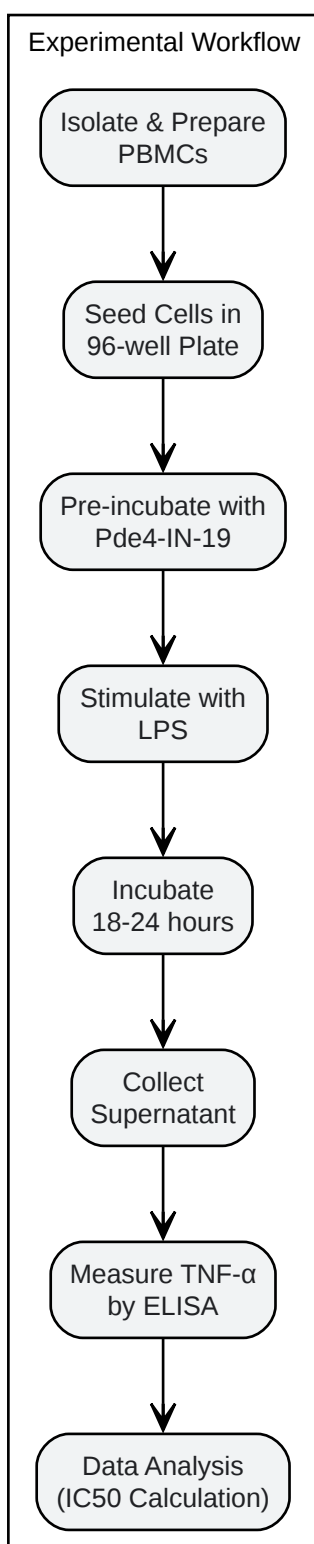 Experimental Workflow
Isolate & Prepare
PBMCs
Seed Cells in
96-well Plate
Pre-incubate with
Pde4-IN-19
Stimulate with
LPS
Incubate
18-24 hours
Collect
Supernatant
Measure TNF-α
by ELISA
Data Analysis
(IC50 Calculation)